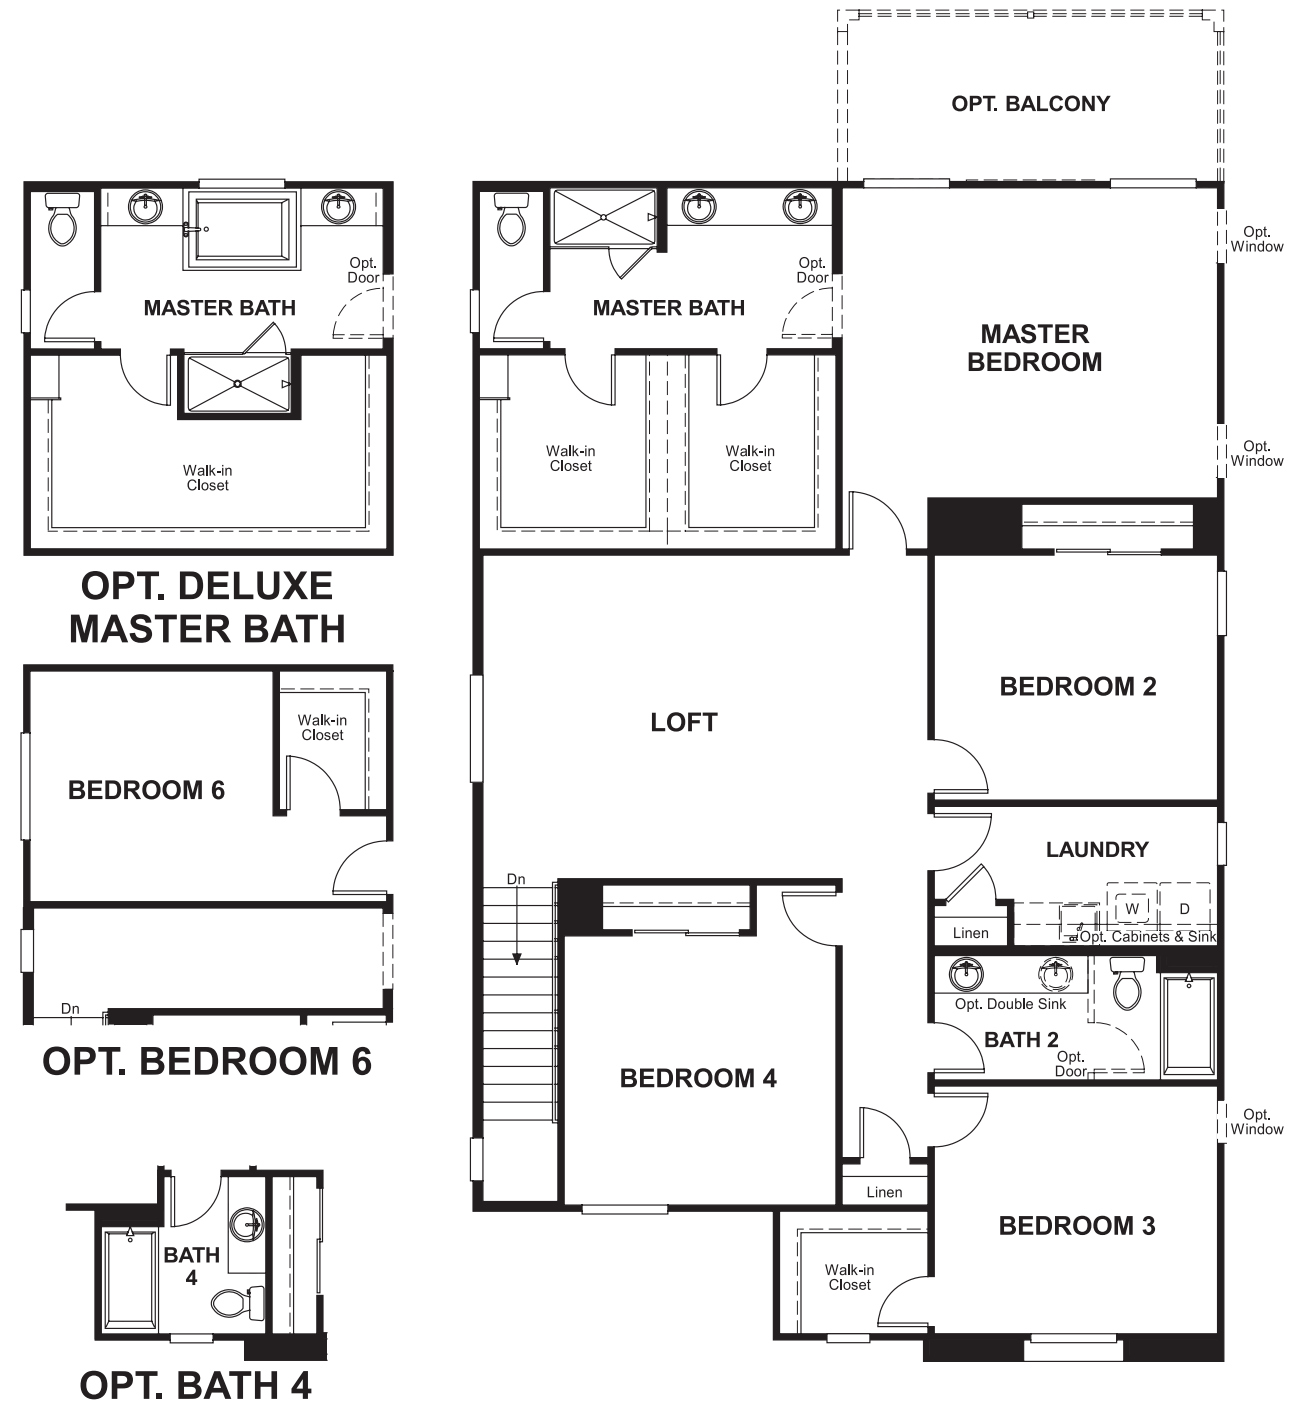 OPT. BALCONY
Opt.
Door
MASTER BATH
Walk-in
Closet
OPT. DELUXE
MASTER BATH
Opt.
Door
MASTER BATH
Walk-in
Closet
Walk-in
Closet
MASTER
BEDROOM
Opt.
Window
Opt.
Window
BEDROOM 6
Walk-in
Closet
Dn
OPT. BEDROOM 6
LOFT
BEDROOM 2
LAUNDRY
W
D
Linen
Opt. Cabinets & Sink
Dn
Opt. Double Sink
BATH 2
Opt.
Door
BEDROOM 4
Opt.
Window
Linen
BEDROOM 3
Walk-in
Closet
BATH
4
OPT. BATH 4